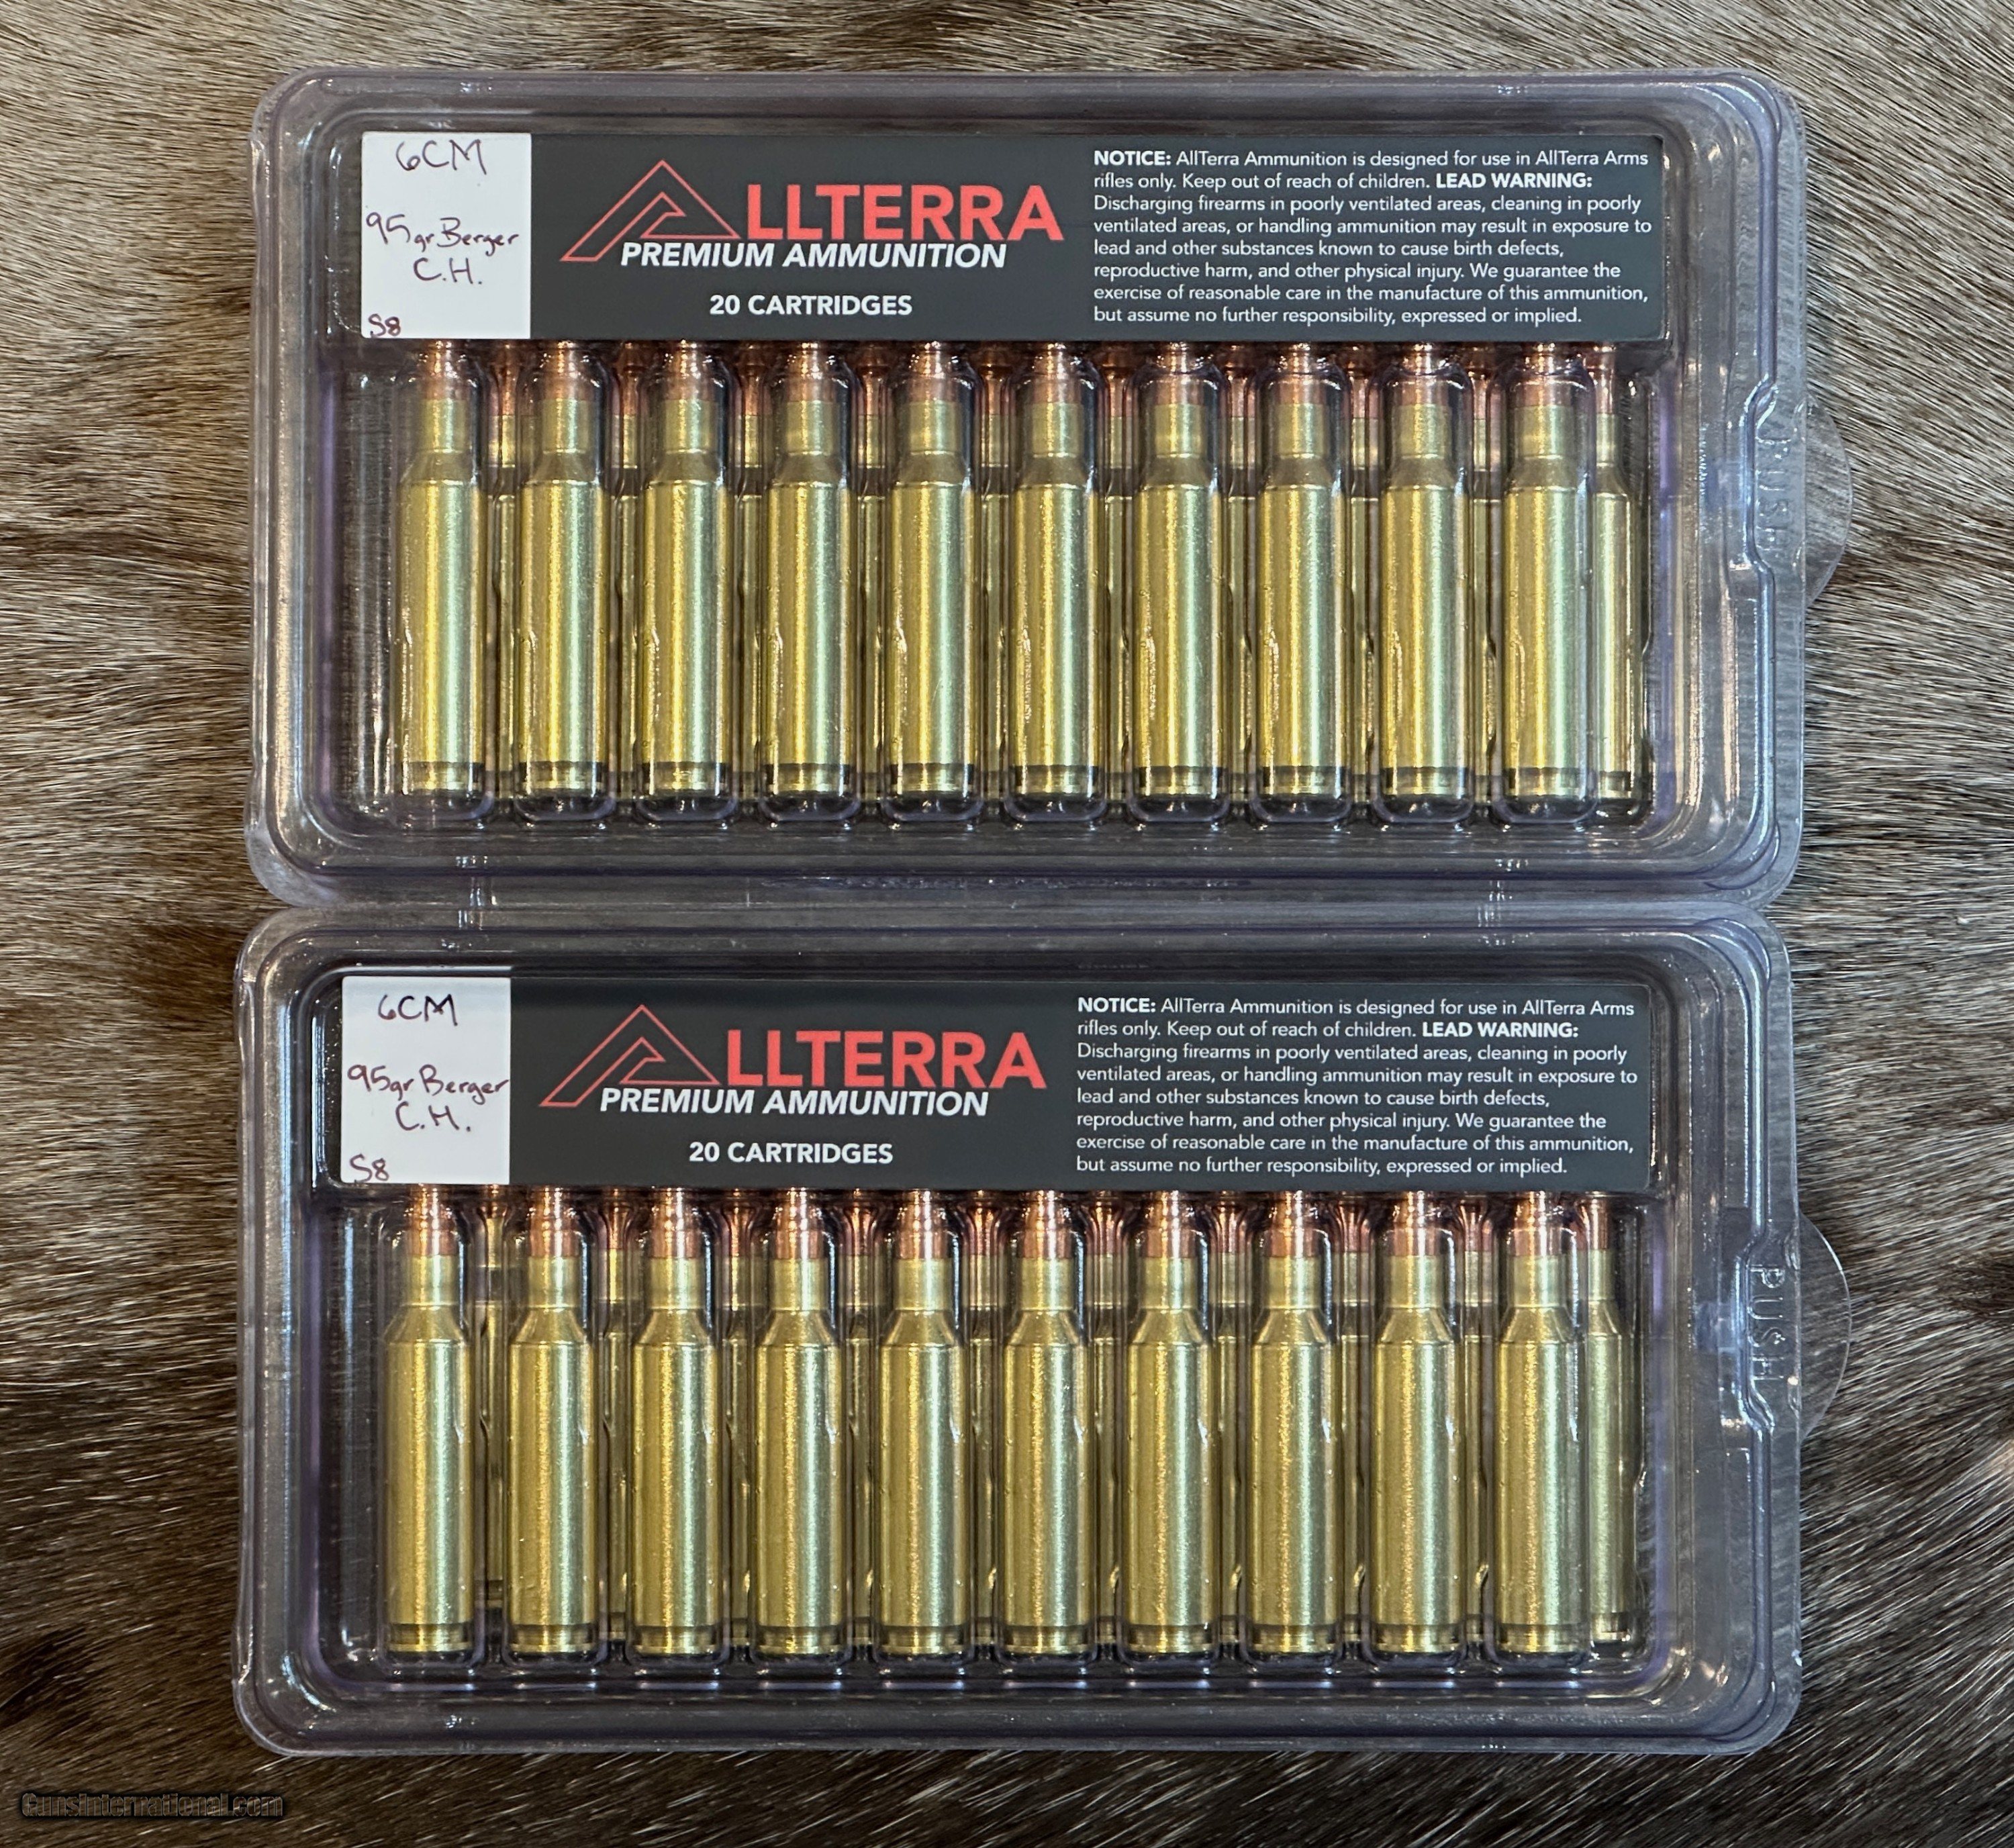 6CM
95gr Berger
C.H.
S8
ALLTERRA
PREMIUM AMMUNITION
20 CARTRIDGES
NOTICE: AllTerra Ammunition is designed for use in AllTerra Arms
rifles only. Keep out of reach of children. LEAD WARNING:
Discharging firearms in poorly ventilated areas, cleaning in poorly
ventilated areas, or handling ammunition may result in exposure to
lead and other substances known to cause birth defects,
reproductive harm, and other physical injury. We guarantee the
exercise of reasonable care in the manufacture of this ammunition,
but assume no further responsibility, expressed or implied.
PUSH
6CM
95gr Berger
C.H.
S8
ALLTERRA
PREMIUM AMMUNITION
20 CARTRIDGES
NOTICE: AllTerra Ammunition is designed for use in AllTerra Arms
rifles only. Keep out of reach of children. LEAD WARNING:
Discharging firearms in poorly ventilated areas, cleaning in poorly
ventilated areas, or handling ammunition may result in exposure to
lead and other substances known to cause birth defects,
reproductive harm, and other physical injury. We guarantee the
exercise of reasonable care in the manufacture of this ammunition,
but assume no further responsibility, expressed or implied.
PUSH
GunsInternational.com